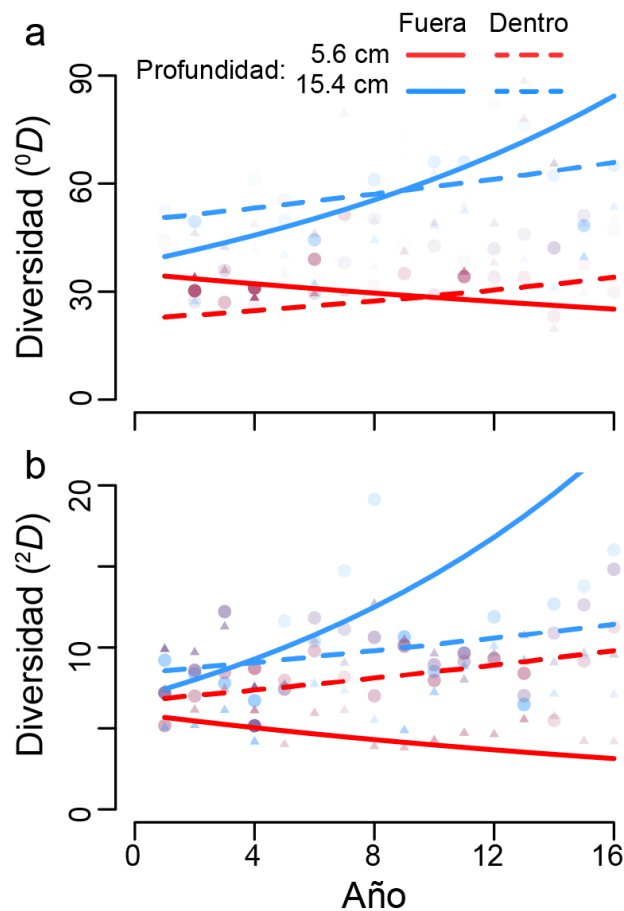 a
Fuera Dentro
Profundidad: 5.6 cm
15.4 cm
Diversidad (⁰D)
90
60
30
0
b
Diversidad (²D)
20
10
0
0 4 8 12 16
Año